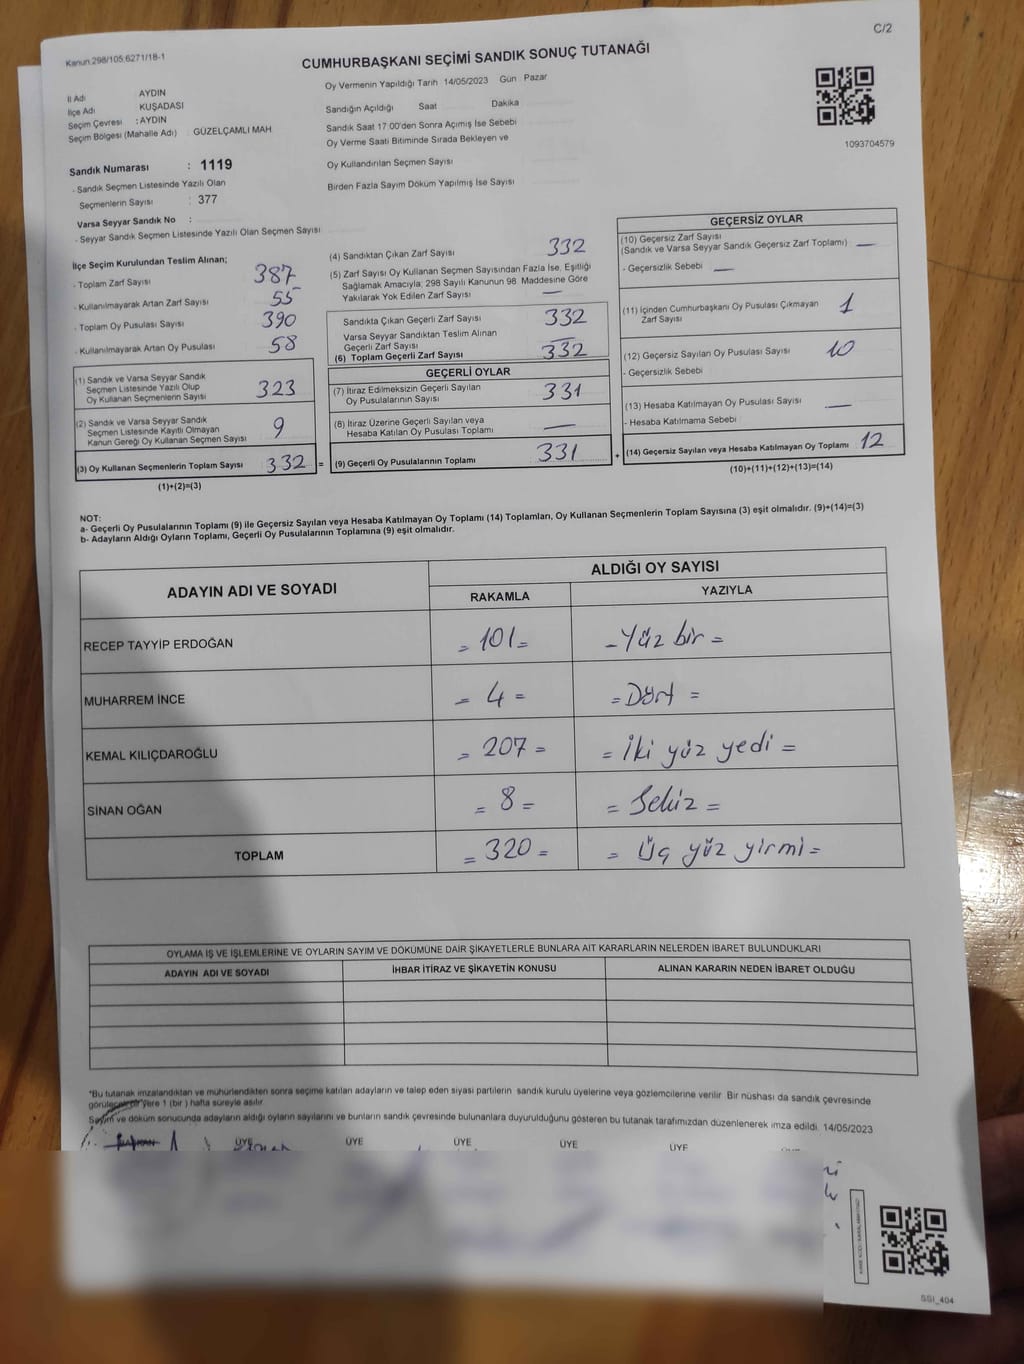 C/2
Kanun.298/105;6271/18-1
CUMHURBAŞKANI SEÇİMİ SANDIK SONUÇ TUTANAĞI
Oy Vermenin Yapıldığı Tarih 14/05/2023 Gün : Pazar
İl Adı AYDIN
İlçe Adı KUŞADASI
Seçim Çevresi : AYDIN
Seçim Bölgesi (Mahalle Adı) : GÜZELÇAMLI MAH
Sandığın Açıldığı Saat Dakika
Sandık Saat 17:00'den Sonra Açılmış İse Sebebi
Oy Verme Saati Bitiminde Sırada Bekleyen ve
Oy Kullandırılan Seçmen Sayısı
Birden Fazla Sayım Döküm Yapılmış İse Sayısı
1093704579
Sandık Numarası : 1119
- Sandık Seçmen Listesinde Yazılı Olan
Seçmenlerin Sayısı : 377
Varsa Seyyar Sandık No :
- Seyyar Sandık Seçmen Listesinde Yazılı Olan Seçmen Sayısı
İlçe Seçim Kurulundan Teslim Alınan;
- Toplam Zarf Sayısı 387
- Kullanılmayarak Artan Zarf Sayısı 55
- Toplam Oy Pusulası Sayısı 390
- Kullanılmayarak Artan Oy Pusulası 58
(1) Sandık ve Varsa Seyyar Sandık
Seçmen Listesinde Yazılı Olup
Oy Kullanan Seçmenlerin Sayısı 323
(2) Sandık ve Varsa Seyyar Sandık
Seçmen Listesinde Kayıtlı Olmayan
Kanun Gereği Oy Kullanan Seçmen Sayısı 9
(3) Oy Kullanan Seçmenlerin Toplam Sayısı 332 =
(1)+(2)=(3)
(4) Sandıktan Çıkan Zarf Sayısı 332
(5) Zarf Sayısı Oy Kullanan Seçmen Sayısından Fazla İse, Eşitliği
Sağlamak Amacıyla, 298 Sayılı Kanunun 98. Maddesine Göre
Yakılarak Yok Edilen Zarf Sayısı —
Sandıkta Çıkan Geçerli Zarf Sayısı 332
Varsa Seyyar Sandıktan Teslim Alınan
Geçerli Zarf Sayısı —
(6) Toplam Geçerli Zarf Sayısı 332
GEÇERLİ OYLAR
(7) İtiraz Edilmeksizin Geçerli Sayılan
Oy Pusulalarının Sayısı 331
(8) İtiraz Üzerine Geçerli Sayılan veya
Hesaba Katılan Oy Pusulası Toplamı —
(9) Geçerli Oy Pusulalarının Toplamı 331 +
GEÇERSİZ OYLAR
(10) Geçersiz Zarf Sayısı
(Sandık ve Varsa Seyyar Sandık Geçersiz Zarf Toplamı) —
- Geçersizlik Sebebi —
(11) İçinden Cumhurbaşkanı Oy Pusulası Çıkmayan
Zarf Sayısı 1
(12) Geçersiz Sayılan Oy Pusulası Sayısı 10
- Geçersizlik Sebebi
(13) Hesaba Katılmayan Oy Pusulası Sayısı —
- Hesaba Katılmama Sebebi
(14) Geçersiz Sayılan veya Hesaba Katılmayan Oy Toplamı 12
(10)+(11)+(12)+(13)=(14)
NOT:
a- Geçerli Oy Pusulalarının Toplamı (9) ile Geçersiz Sayılan veya Hesaba Katılmayan Oy Toplamı (14) Toplamları, Oy Kullanan Seçmenlerin Toplam Sayısına (3) eşit olmalıdır. (9)+(14)=(3)
b- Adayların Aldığı Oyların Toplamı, Geçerli Oy Pusulalarının Toplamına (9) eşit olmalıdır.
ADAYIN ADI VE SOYADI ALDIĞI OY SAYISI
RAKAMLA YAZIYLA
RECEP TAYYİP ERDOĞAN = 101 = - Yüz bir =
MUHARREM İNCE = 4 = = Dört =
KEMAL KILIÇDAROĞLU = 207 = = İki yüz yedi =
SİNAN OĞAN = 8 = = Sekiz =
TOPLAM = 320 = = Üç yüz yirmi =
OYLAMA İŞ VE İŞLEMLERİNE VE OYLARIN SAYIM VE DÖKÜMÜNE DAİR ŞİKAYETLERLE BUNLARA AİT KARARLARIN NELERDEN İBARET BULUNDUKLARI
ADAYIN ADI VE SOYADI İHBAR İTİRAZ VE ŞİKAYETİN KONUSU ALINAN KARARIN NEDEN İBARET OLDUĞU
*Bu tutanak imzalandıktan ve mühürlendikten sonra seçime katılan adayların ve talep eden siyasi partilerin sandık kurulu üyelerine veya gözlemcilerine verilir. Bir nüshası da sandık çevresinde
görülecek bir yere 1 (bir ) hafta süreyle asılır.
Sayım ve döküm sonucunda adayların aldığı oyların sayılarını ve bunların sandık çevresinde bulunanlara duyurulduğunu gösteren bu tutanak tarafımızdan düzenlenerek imza edildi. 14/05/2023
BAŞKAN ÜYE ÜYE ÜYE ÜYE ÜYE
SSI_404